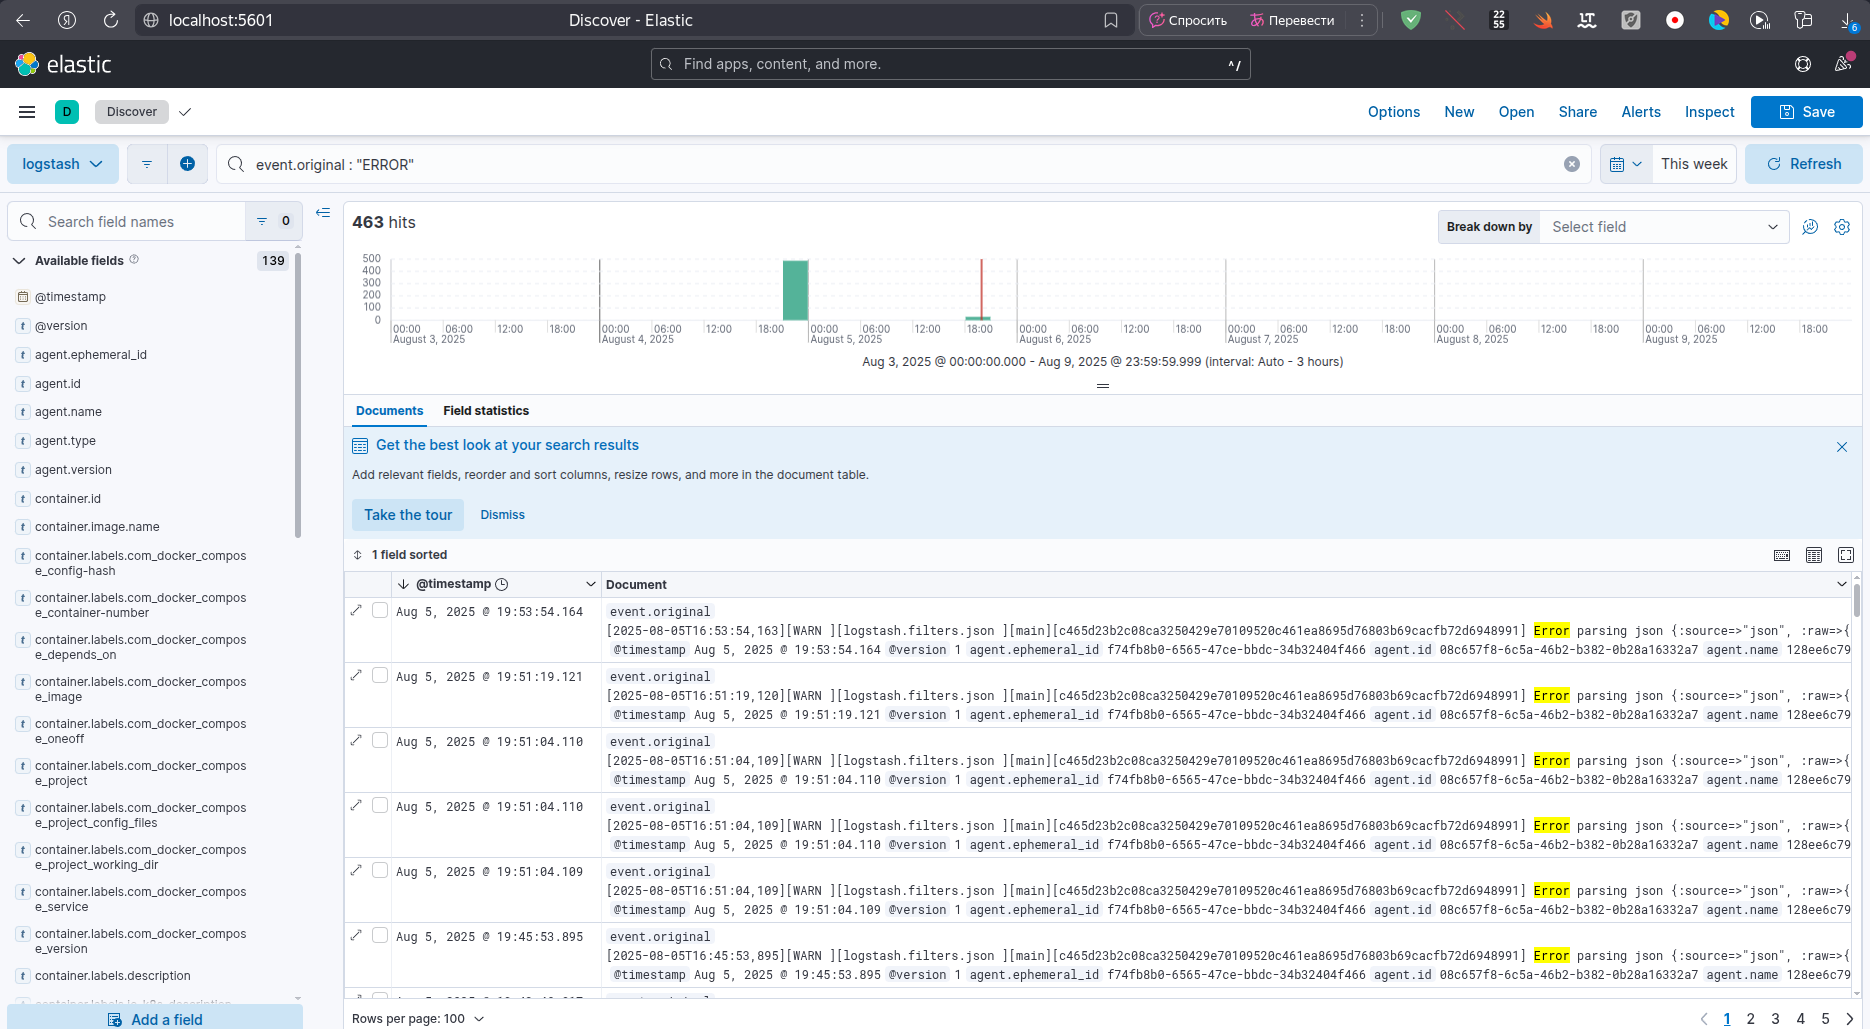 localhost:5601
Discover - Elastic
Спросить
Перевести
22
55
6
elastic
Find apps, content, and more.
^/
D
Discover
Options
New
Open
Share
Alerts
Inspect
Save
logstash
event.original : "ERROR"
This week
Refresh
Search field names
0
Available fields
139
@timestamp
@version
agent.ephemeral_id
agent.id
agent.name
agent.type
agent.version
container.id
container.image.name
container.labels.com_docker_compos
e_config-hash
container.labels.com_docker_compos
e_container-number
container.labels.com_docker_compos
e_depends_on
container.labels.com_docker_compos
e_image
container.labels.com_docker_compos
e_oneoff
container.labels.com_docker_compos
e_project
container.labels.com_docker_compos
e_project_config_files
container.labels.com_docker_compos
e_project_working_dir
container.labels.com_docker_compos
e_service
container.labels.com_docker_compos
e_version
container.labels.description
Add a field
463 hits
Break down by
Select field
500
400
300
200
100
0
00:00 06:00 12:00 18:00 00:00 06:00 12:00 18:00 00:00 06:00 12:00 18:00 00:00 06:00 12:00 18:00 00:00 06:00 12:00 18:00 00:00 06:00 12:00 18:00 00:00 06:00 12:00 18:00
August 3, 2025 August 4, 2025 August 5, 2025 August 6, 2025 August 7, 2025 August 8, 2025 August 9, 2025
Aug 3, 2025 @ 00:00:00.000 - Aug 9, 2025 @ 23:59:59.999 (interval: Auto - 3 hours)
Documents
Field statistics
Get the best look at your search results
Add relevant fields, reorder and sort columns, resize rows, and more in the document table.
Take the tour
Dismiss
1 field sorted
@timestamp
Document
Aug 5, 2025 @ 19:53:54.164
event.original
[2025-08-05T16:53:54,163][WARN ][logstash.filters.json ][main][c465d23b2c08ca3250429e70109520c461ea8695d76803b69cacfb72d6948991] Error parsing json {:source=>"json", :raw=>{
@timestamp Aug 5, 2025 @ 19:53:54.164 @version 1 agent.ephemeral_id f74fb8b0-6565-47ce-bbdc-34b32404f466 agent.id 08c657f8-6c5a-46b2-b382-0b28a16332a7 agent.name 128ee6c79
Aug 5, 2025 @ 19:51:19.121
event.original
[2025-08-05T16:51:19,120][WARN ][logstash.filters.json ][main][c465d23b2c08ca3250429e70109520c461ea8695d76803b69cacfb72d6948991] Error parsing json {:source=>"json", :raw=>{
@timestamp Aug 5, 2025 @ 19:51:19.121 @version 1 agent.ephemeral_id f74fb8b0-6565-47ce-bbdc-34b32404f466 agent.id 08c657f8-6c5a-46b2-b382-0b28a16332a7 agent.name 128ee6c79
Aug 5, 2025 @ 19:51:04.110
event.original
[2025-08-05T16:51:04,109][WARN ][logstash.filters.json ][main][c465d23b2c08ca3250429e70109520c461ea8695d76803b69cacfb72d6948991] Error parsing json {:source=>"json", :raw=>{
@timestamp Aug 5, 2025 @ 19:51:04.110 @version 1 agent.ephemeral_id f74fb8b0-6565-47ce-bbdc-34b32404f466 agent.id 08c657f8-6c5a-46b2-b382-0b28a16332a7 agent.name 128ee6c79
Aug 5, 2025 @ 19:51:04.110
event.original
[2025-08-05T16:51:04,109][WARN ][logstash.filters.json ][main][c465d23b2c08ca3250429e70109520c461ea8695d76803b69cacfb72d6948991] Error parsing json {:source=>"json", :raw=>{
@timestamp Aug 5, 2025 @ 19:51:04.110 @version 1 agent.ephemeral_id f74fb8b0-6565-47ce-bbdc-34b32404f466 agent.id 08c657f8-6c5a-46b2-b382-0b28a16332a7 agent.name 128ee6c79
Aug 5, 2025 @ 19:51:04.109
event.original
[2025-08-05T16:51:04,109][WARN ][logstash.filters.json ][main][c465d23b2c08ca3250429e70109520c461ea8695d76803b69cacfb72d6948991] Error parsing json {:source=>"json", :raw=>{
@timestamp Aug 5, 2025 @ 19:51:04.109 @version 1 agent.ephemeral_id f74fb8b0-6565-47ce-bbdc-34b32404f466 agent.id 08c657f8-6c5a-46b2-b382-0b28a16332a7 agent.name 128ee6c79
Aug 5, 2025 @ 19:45:53.895
event.original
[2025-08-05T16:45:53,895][WARN ][logstash.filters.json ][main][c465d23b2c08ca3250429e70109520c461ea8695d76803b69cacfb72d6948991] Error parsing json {:source=>"json", :raw=>{
@timestamp Aug 5, 2025 @ 19:45:53.895 @version 1 agent.ephemeral_id f74fb8b0-6565-47ce-bbdc-34b32404f466 agent.id 08c657f8-6c5a-46b2-b382-0b28a16332a7 agent.name 128ee6c79
Rows per page: 100
1 2 3 4 5